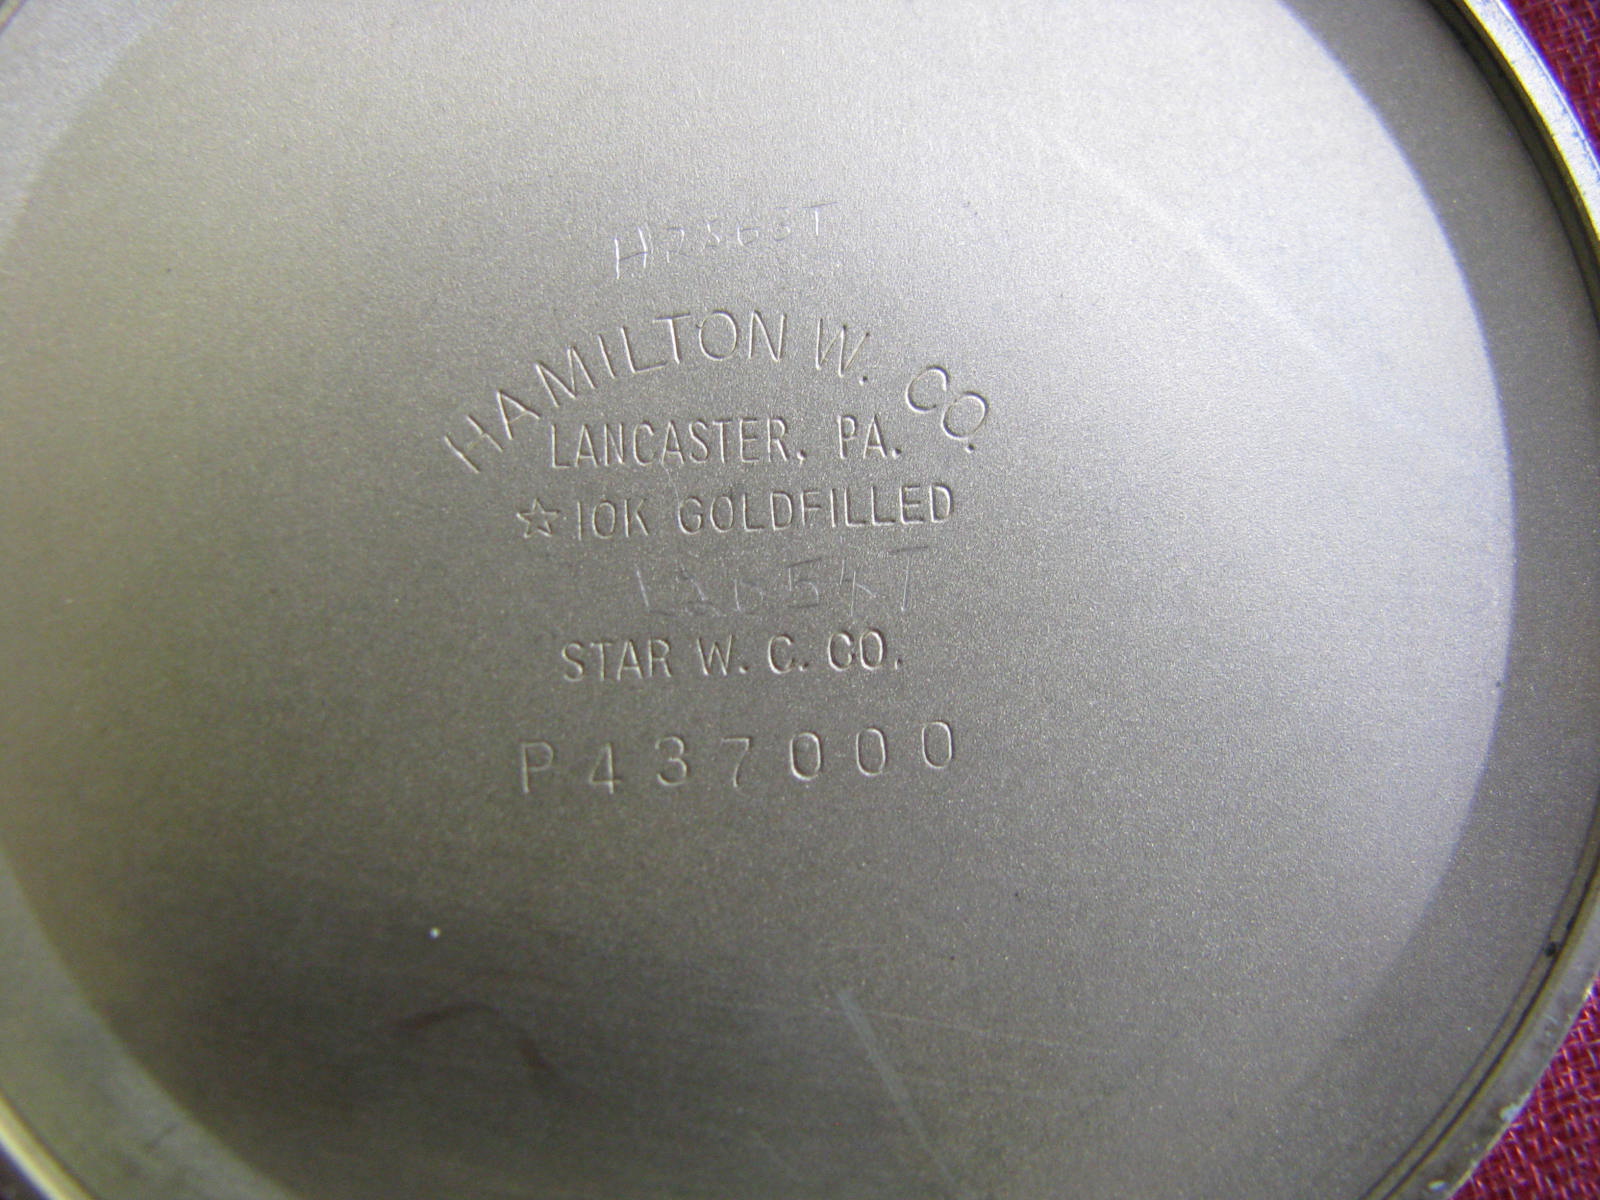 HAMILTON W. CO.
LANCASTER, PA.
☆10K GOLDFILLED
STAR W. C. CO.
P437000